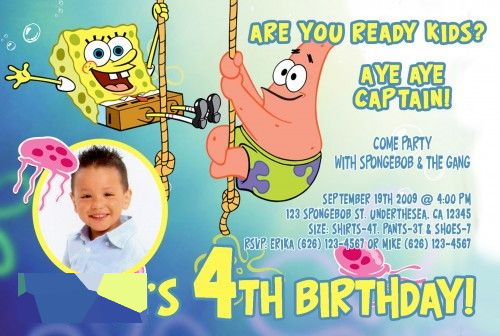 ARE YOU READY KIDS?
AYE AYE
CAPTAIN!
COME PARTY
WITH SPONGEBOB & THE GANG
SEPTEMBER 19TH 2009 @ 4:00 PM
123 SPONGEBOB ST. UNDERTHESEA. CA 12345
SIZE: SHIRTS-4T. PANTS-3T & SHOES-7
RSVP ERIKA (626) 123-4567 OR MIKE (626) 123-4567
'S 4TH BIRTHDAY!